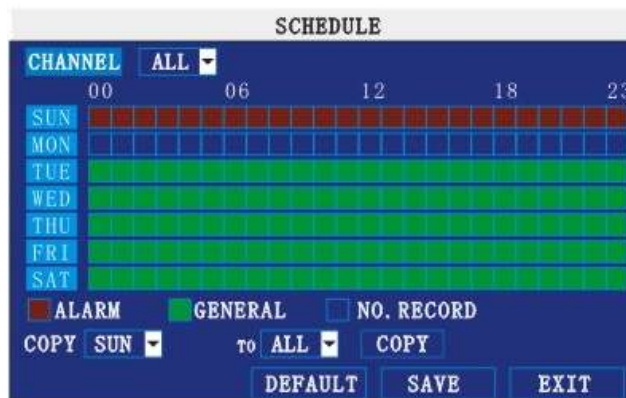 SCHEDULE
CHANNEL ALL
00 06 12 18 23
SUN
MON
TUE
WED
THU
FRI
SAT
ALARM GENERAL NO. RECORD
COPY SUN TO ALL COPY
DEFAULT SAVE EXIT